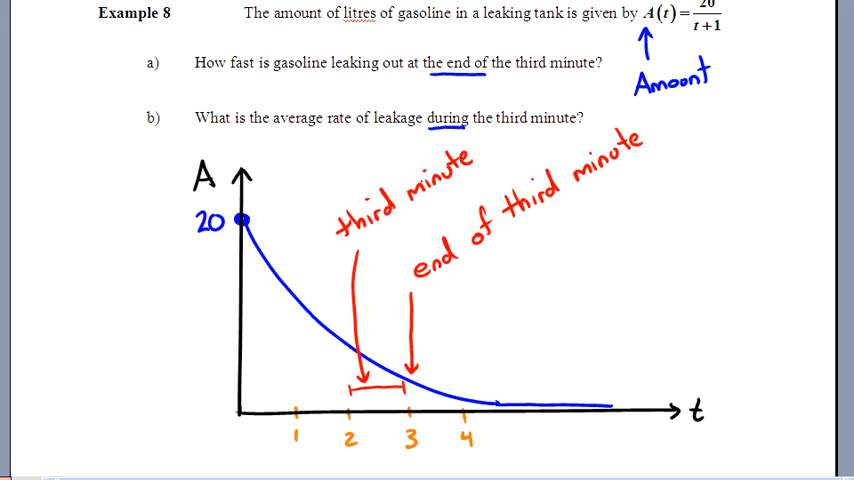 Example 8 The amount of litres of gasoline in a leaking tank is given by A(t) = 20/(t+1)
a) How fast is gasoline leaking out at the end of the third minute?
Amount
b) What is the average rate of leakage during the third minute?
A
third minute
end of third minute
20
t
1 2 3 4